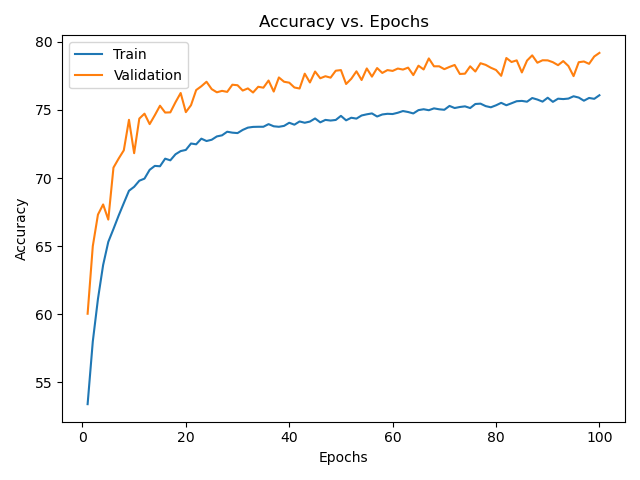 Accuracy vs. Epochs
Train
Validation
80
75
70
65
60
55
Accuracy
0 20 40 60 80 100
Epochs